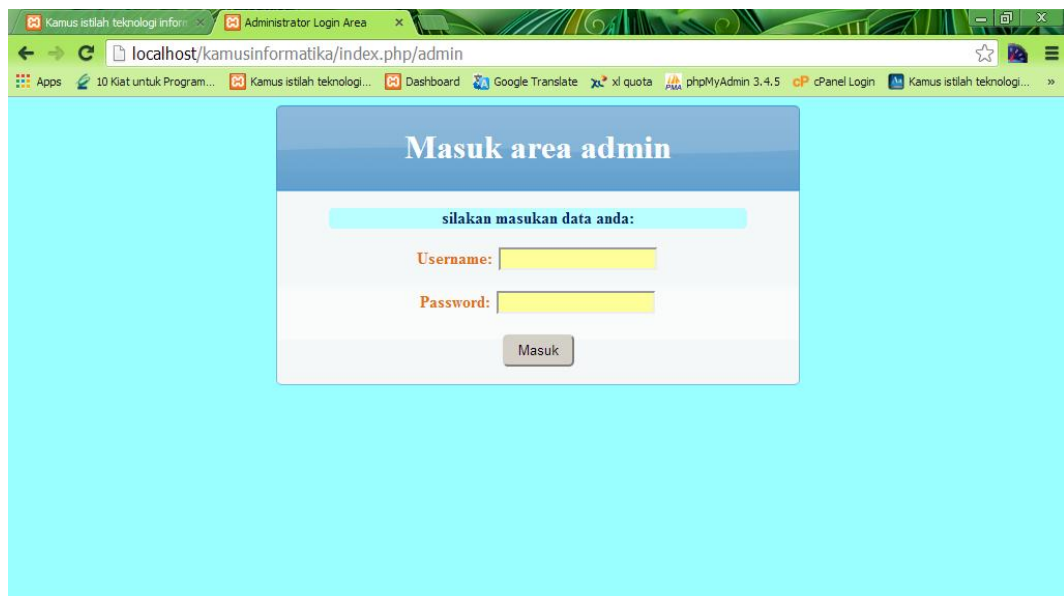 Kamus istilah teknologi inform
Administrator Login Area
localhost/kamusinformatika/index.php/admin
Apps 10 Kiat untuk Program... Kamus istilah teknologi... Dashboard Google Translate xl quota phpMyAdmin 3.4.5 cPanel Login Kamus istilah teknologi... »
Masuk area admin
silakan masukan data anda:
Username:
Password:
Masuk